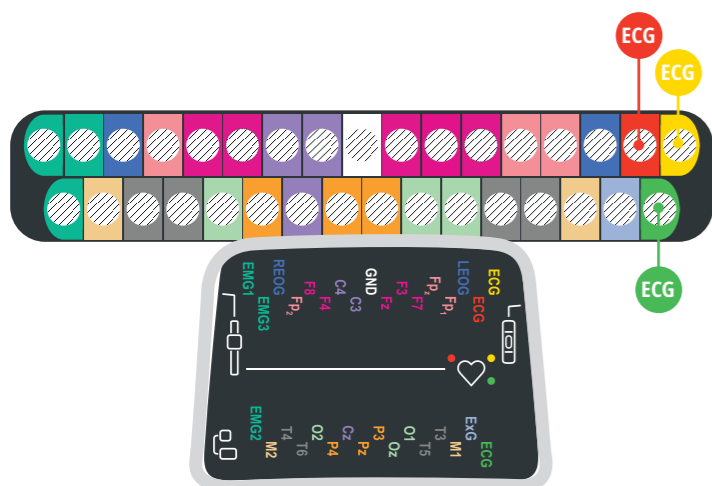 ECG
ECG
EMG1
EMG3
REOG
Fp2
F8
F4
C4
C3
GND
Fz
F3
F7
Fpz
Fp1
LEOG
ECG
ECG
EMG2
M2
T4
T6
O2
P4
Cz
Pz
P3
Oz
O1
T5
T3
M1
ExG
ECG
ECG